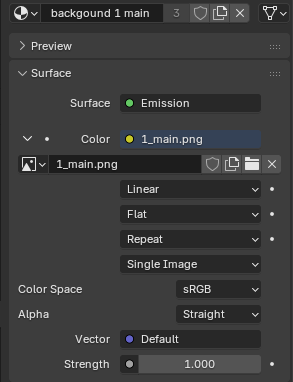 backgoung 1 main 3
Preview
Surface
Surface Emission
Color 1_main.png
1_main.png
Linear
Flat
Repeat
Single Image
Color Space sRGB
Alpha Straight
Vector Default
Strength 1.000